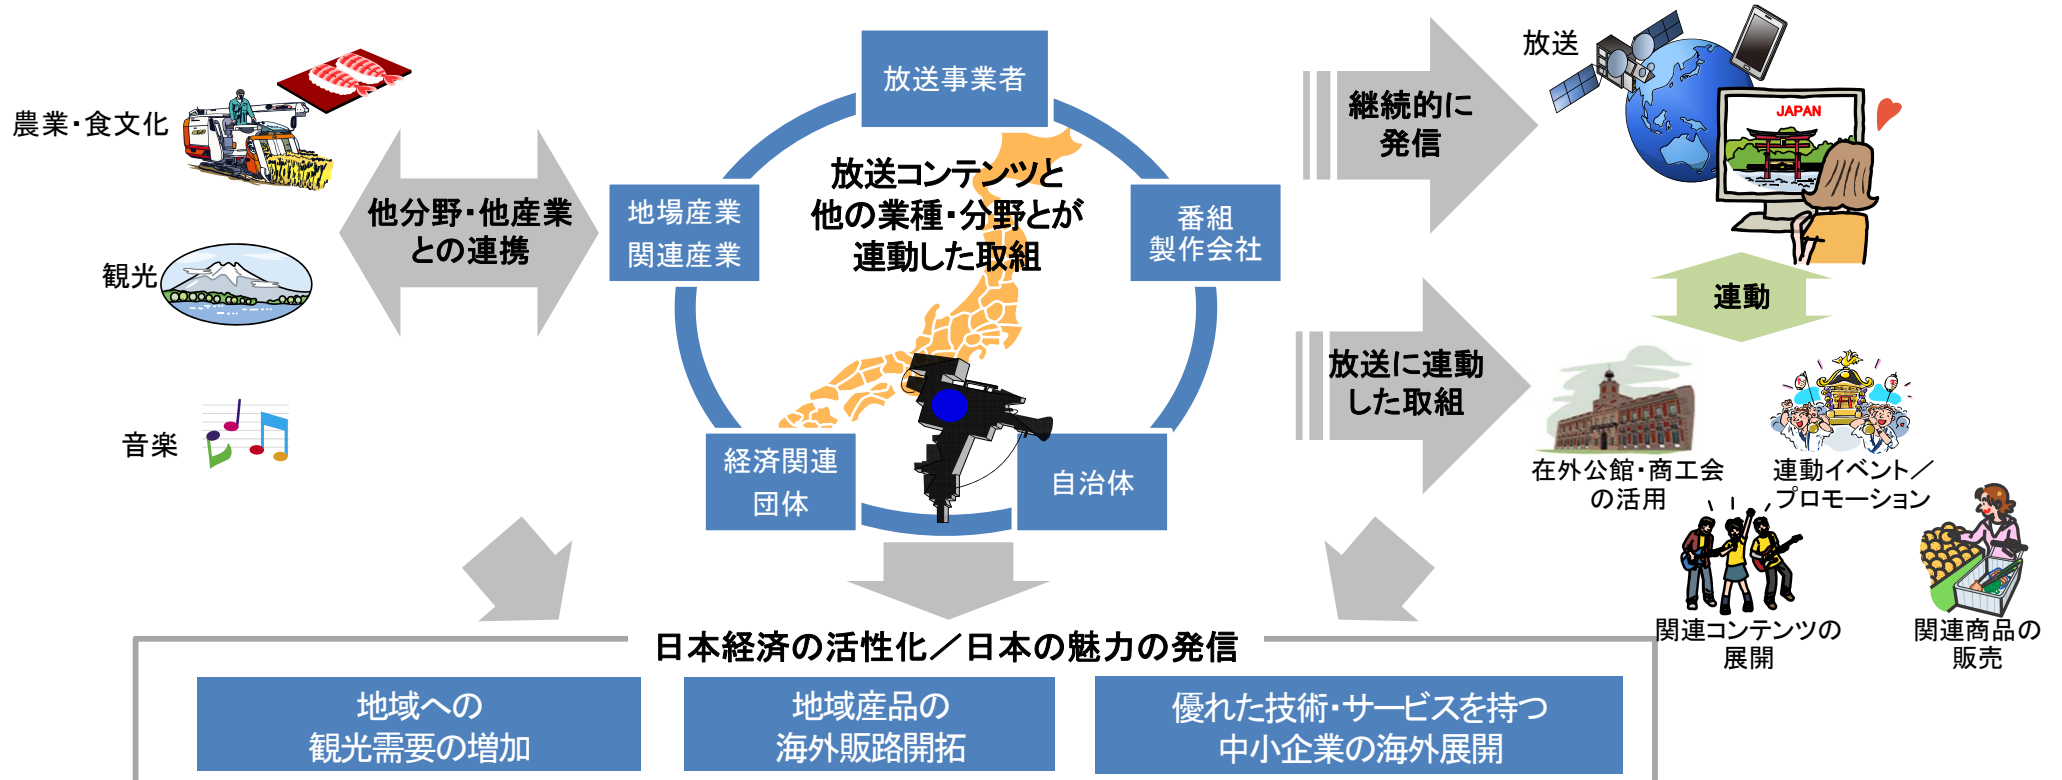 農業・食文化
観光
音楽
他分野・他産業
との連携
放送事業者
地場産業
関連産業
番組
製作会社
経済関連
団体
自治体
放送コンテンツと
他の業種・分野とが
連動した取組
継続的に
発信
放送に連動
した取組
放送
JAPAN
連動
在外公館・商工会
の活用
連動イベント／
プロモーション
関連コンテンツの
展開
関連商品の
販売
日本経済の活性化／日本の魅力の発信
地域への
観光需要の増加
地域産品の
海外販路開拓
優れた技術・サービスを持つ
中小企業の海外展開